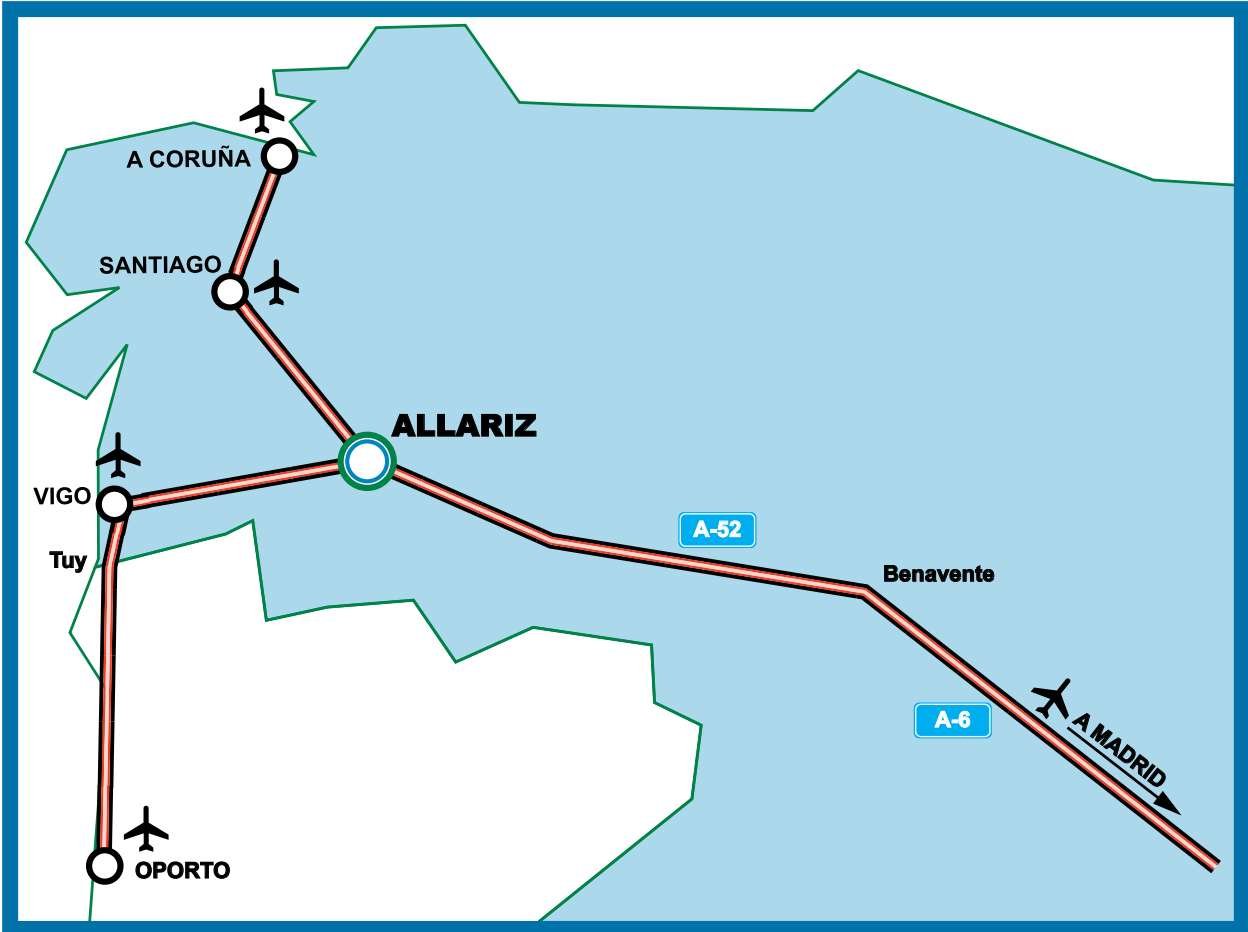 A CORUÑA
SANTIAGO
ALLARIZ
VIGO
A-52
Tuy
Benavente
A-6
A MADRID
OPORTO